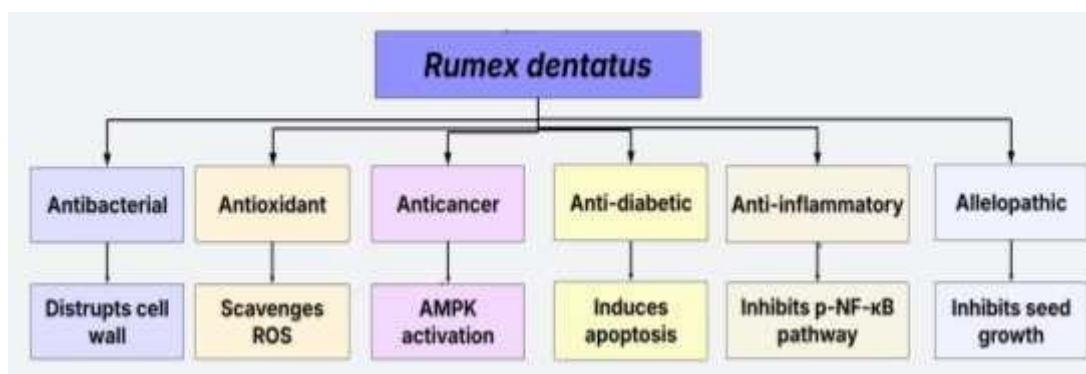 Rumex dentatus
Antibacterial
Antioxidant
Anticancer
Anti-diabetic
Anti-inflammatory
Allelopathic
Distrupts cell
wall
Scavenges
ROS
AMPK
activation
Induces
apoptosis
Inhibits p-NF-κB
pathway
Inhibits seed
growth